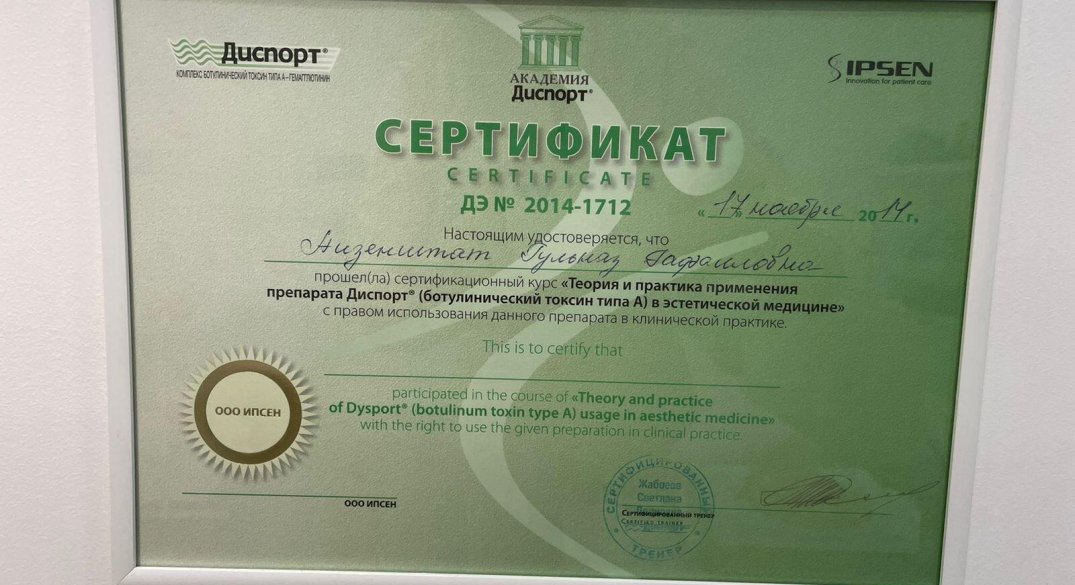 Диспорт®
КОМПЛЕКС БОТУЛИНИЧЕСКИЙ ТОКСИН ТИПА А – ГЕМАГГЛЮТИНИН
АКАДЕМИЯ
Диспорт®
IPSEN
Innovation for patient care
СЕРТИФИКАТ
CERTIFICATE
ДЭ № 2014-1712
« 17 » ноября 2014 г.
Настоящим удостоверяется, что
Айзенштат Гульназ
прошел(ла) сертификационный курс «Теория и практика применения
препарата Диспорт® (ботулинический токсин типа А) в эстетической медицине»
с правом использования данного препарата в клинической практике.
This is to certify that
participated in the course of «Theory and practice
of Dysport® (botulinum toxin type A) usage in aesthetic medicine»
with the right to use the given preparation in clinical practice.
ООО ИПСЕН
ООО ИПСЕН
СЕРТИФИЦИРОВАННЫЙ
Жабоева
Светлана
СЕРТИФИЦИРОВАННЫЙ ТРЕНЕР
CERTIFIED TRAINER
ТРЕНЕР